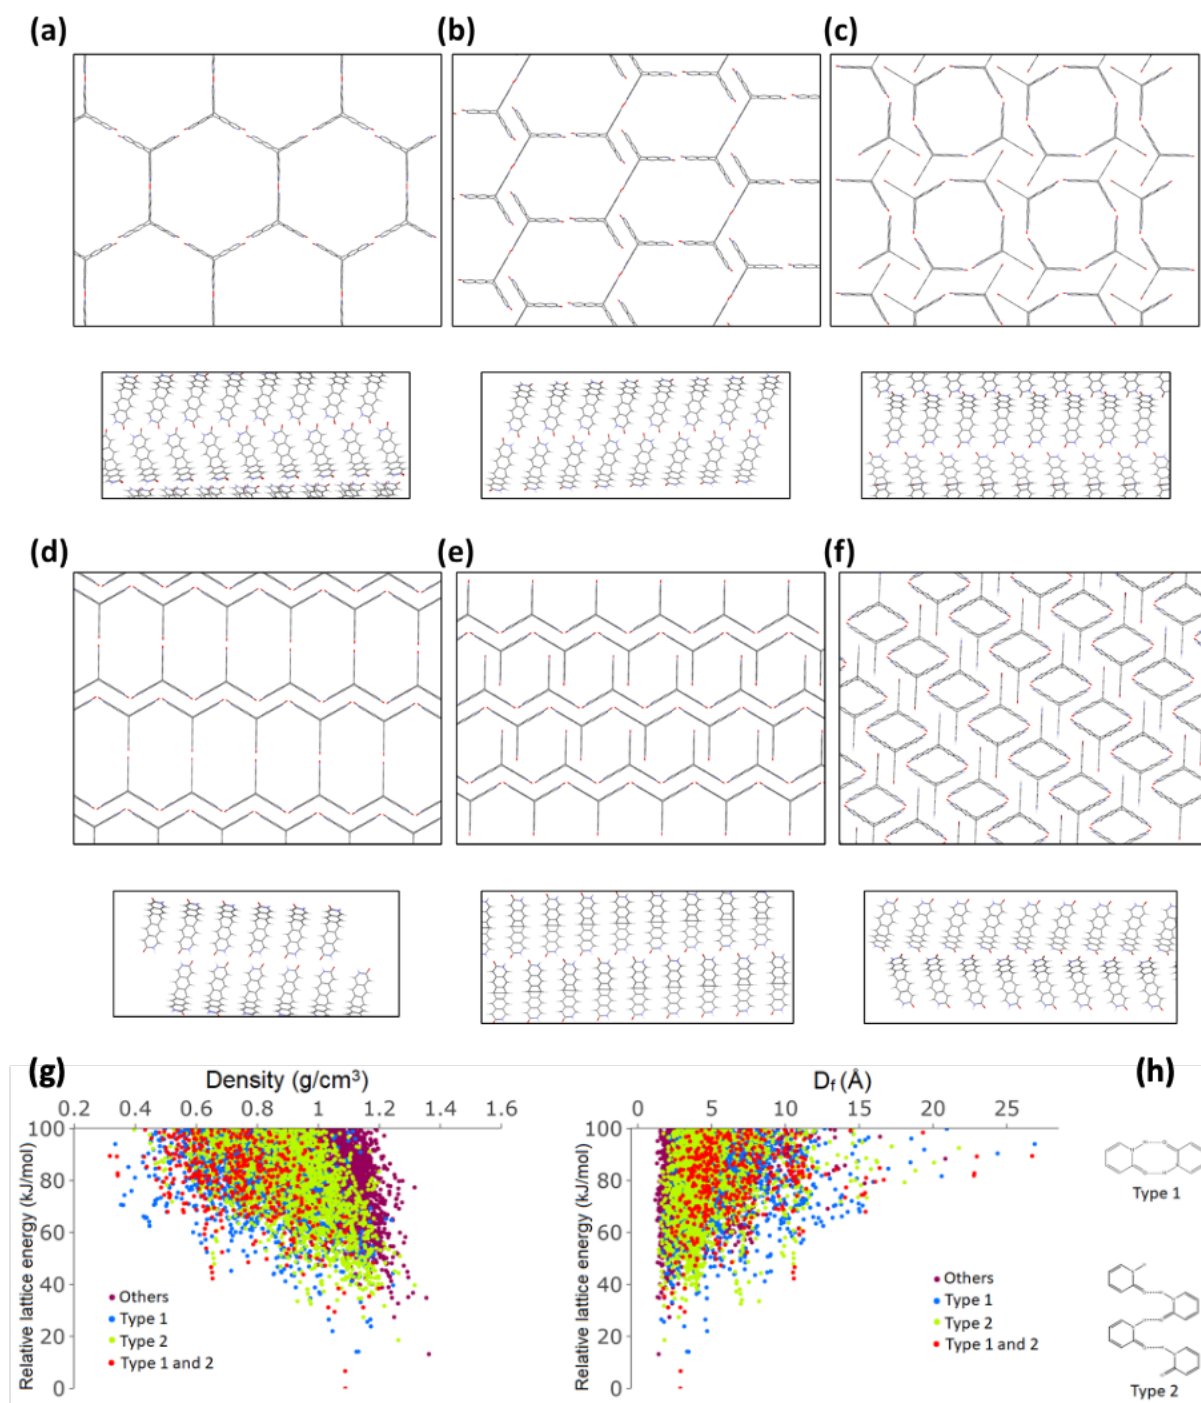 (a)
(b)
(c)
(d)
(e)
(f)
(g)
(h)
Density (g/cm³)
0.2 0.4 0.6 0.8 1 1.2 1.4 1.6
Relative lattice energy (kJ/mol)
100
80
60
40
20
0
Others
Type 1
Type 2
Type 1 and 2
D_f (Å)
0 5 10 15 20 25
Relative lattice energy (kJ/mol)
100
80
60
40
20
0
Others
Type 1
Type 2
Type 1 and 2
Type 1
Type 2